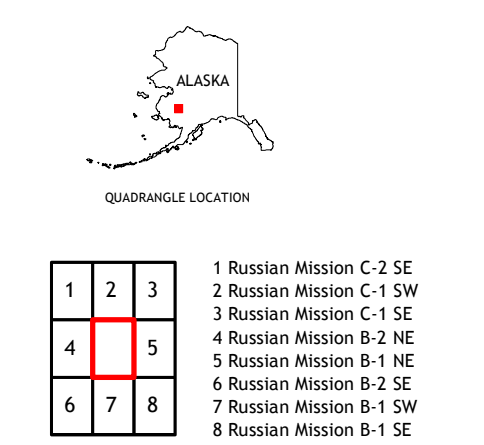 ALASKA
QUADRANGLE LOCATION
1 2 3
4 5
6 7 8
1 Russian Mission C-2 SE
2 Russian Mission C-1 SW
3 Russian Mission C-1 SE
4 Russian Mission B-2 NE
5 Russian Mission B-1 NE
6 Russian Mission B-2 SE
7 Russian Mission B-1 SW
8 Russian Mission B-1 SE